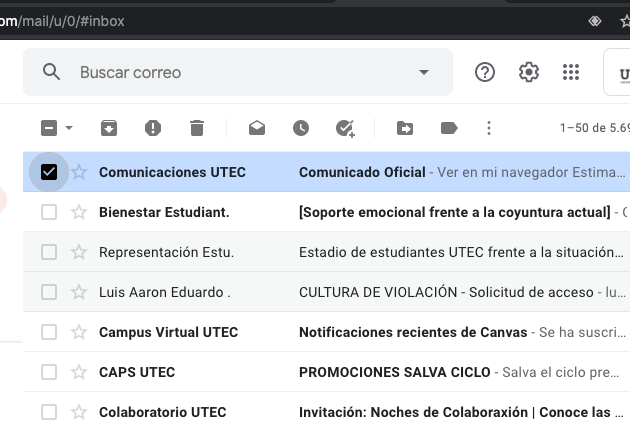 om/mail/u/0/#inbox
Buscar correo
1–50 de 5.69
Comunicaciones UTEC Comunicado Oficial - Ver en mi navegador Estima...
Bienestar Estudiant. [Soporte emocional frente a la coyuntura actual] -
Representación Estu. Estadio de estudiantes UTEC frente a la situación...
Luis Aaron Eduardo . CULTURA DE VIOLACIÓN - Solicitud de acceso - lu...
Campus Virtual UTEC Notificaciones recientes de Canvas - Se ha suscri...
CAPS UTEC PROMOCIONES SALVA CICLO - Salva el ciclo pre...
Colaboratorio UTEC Invitación: Noches de Colaboraxión | Conoce las ...